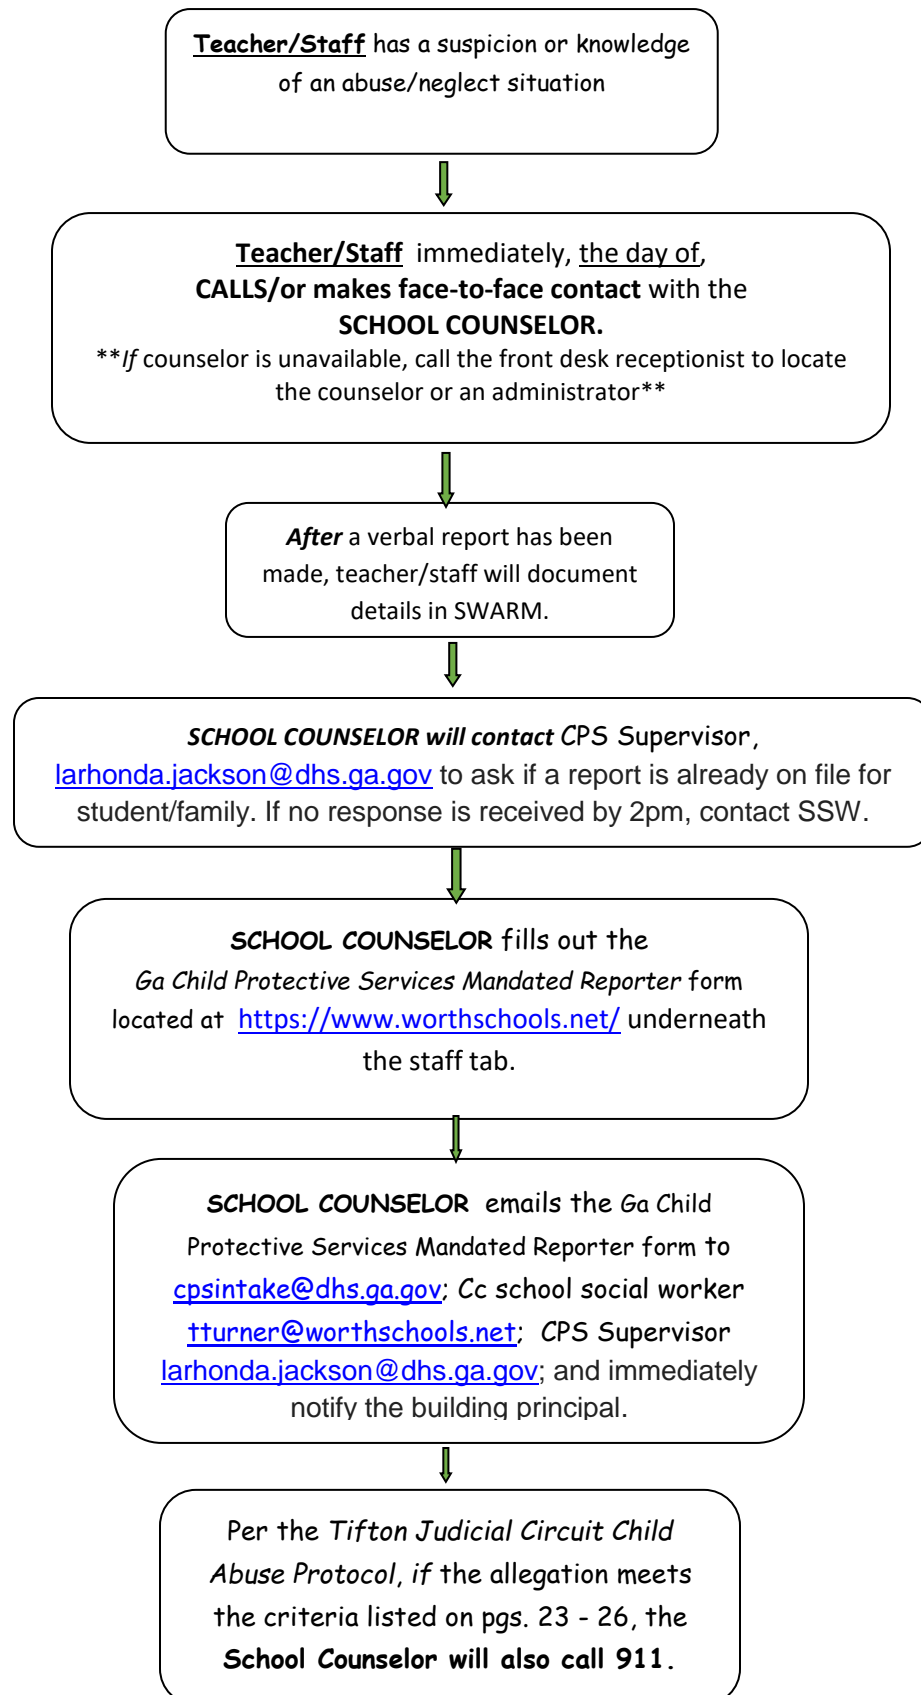 Teacher/Staff has a suspicion or knowledge
of an abuse/neglect situation
Teacher/Staff immediately, the day of,
CALLS/or makes face-to-face contact with the
SCHOOL COUNSELOR.
**If counselor is unavailable, call the front desk receptionist to locate
the counselor or an administrator**
After a verbal report has been
made, teacher/staff will document
details in SWARM.
SCHOOL COUNSELOR will contact CPS Supervisor,
larhonda.jackson@dhs.ga.gov to ask if a report is already on file for
student/family. If no response is received by 2pm, contact SSW.
SCHOOL COUNSELOR fills out the
Ga Child Protective Services Mandated Reporter form
located at https://www.worthschools.net/ underneath
the staff tab.
SCHOOL COUNSELOR emails the Ga Child
Protective Services Mandated Reporter form to
cpsintake@dhs.ga.gov; Cc school social worker
tturner@worthschools.net; CPS Supervisor
larhonda.jackson@dhs.ga.gov; and immediately
notify the building principal.
Per the Tifton Judicial Circuit Child
Abuse Protocol, if the allegation meets
the criteria listed on pgs. 23 - 26, the
School Counselor will also call 911.